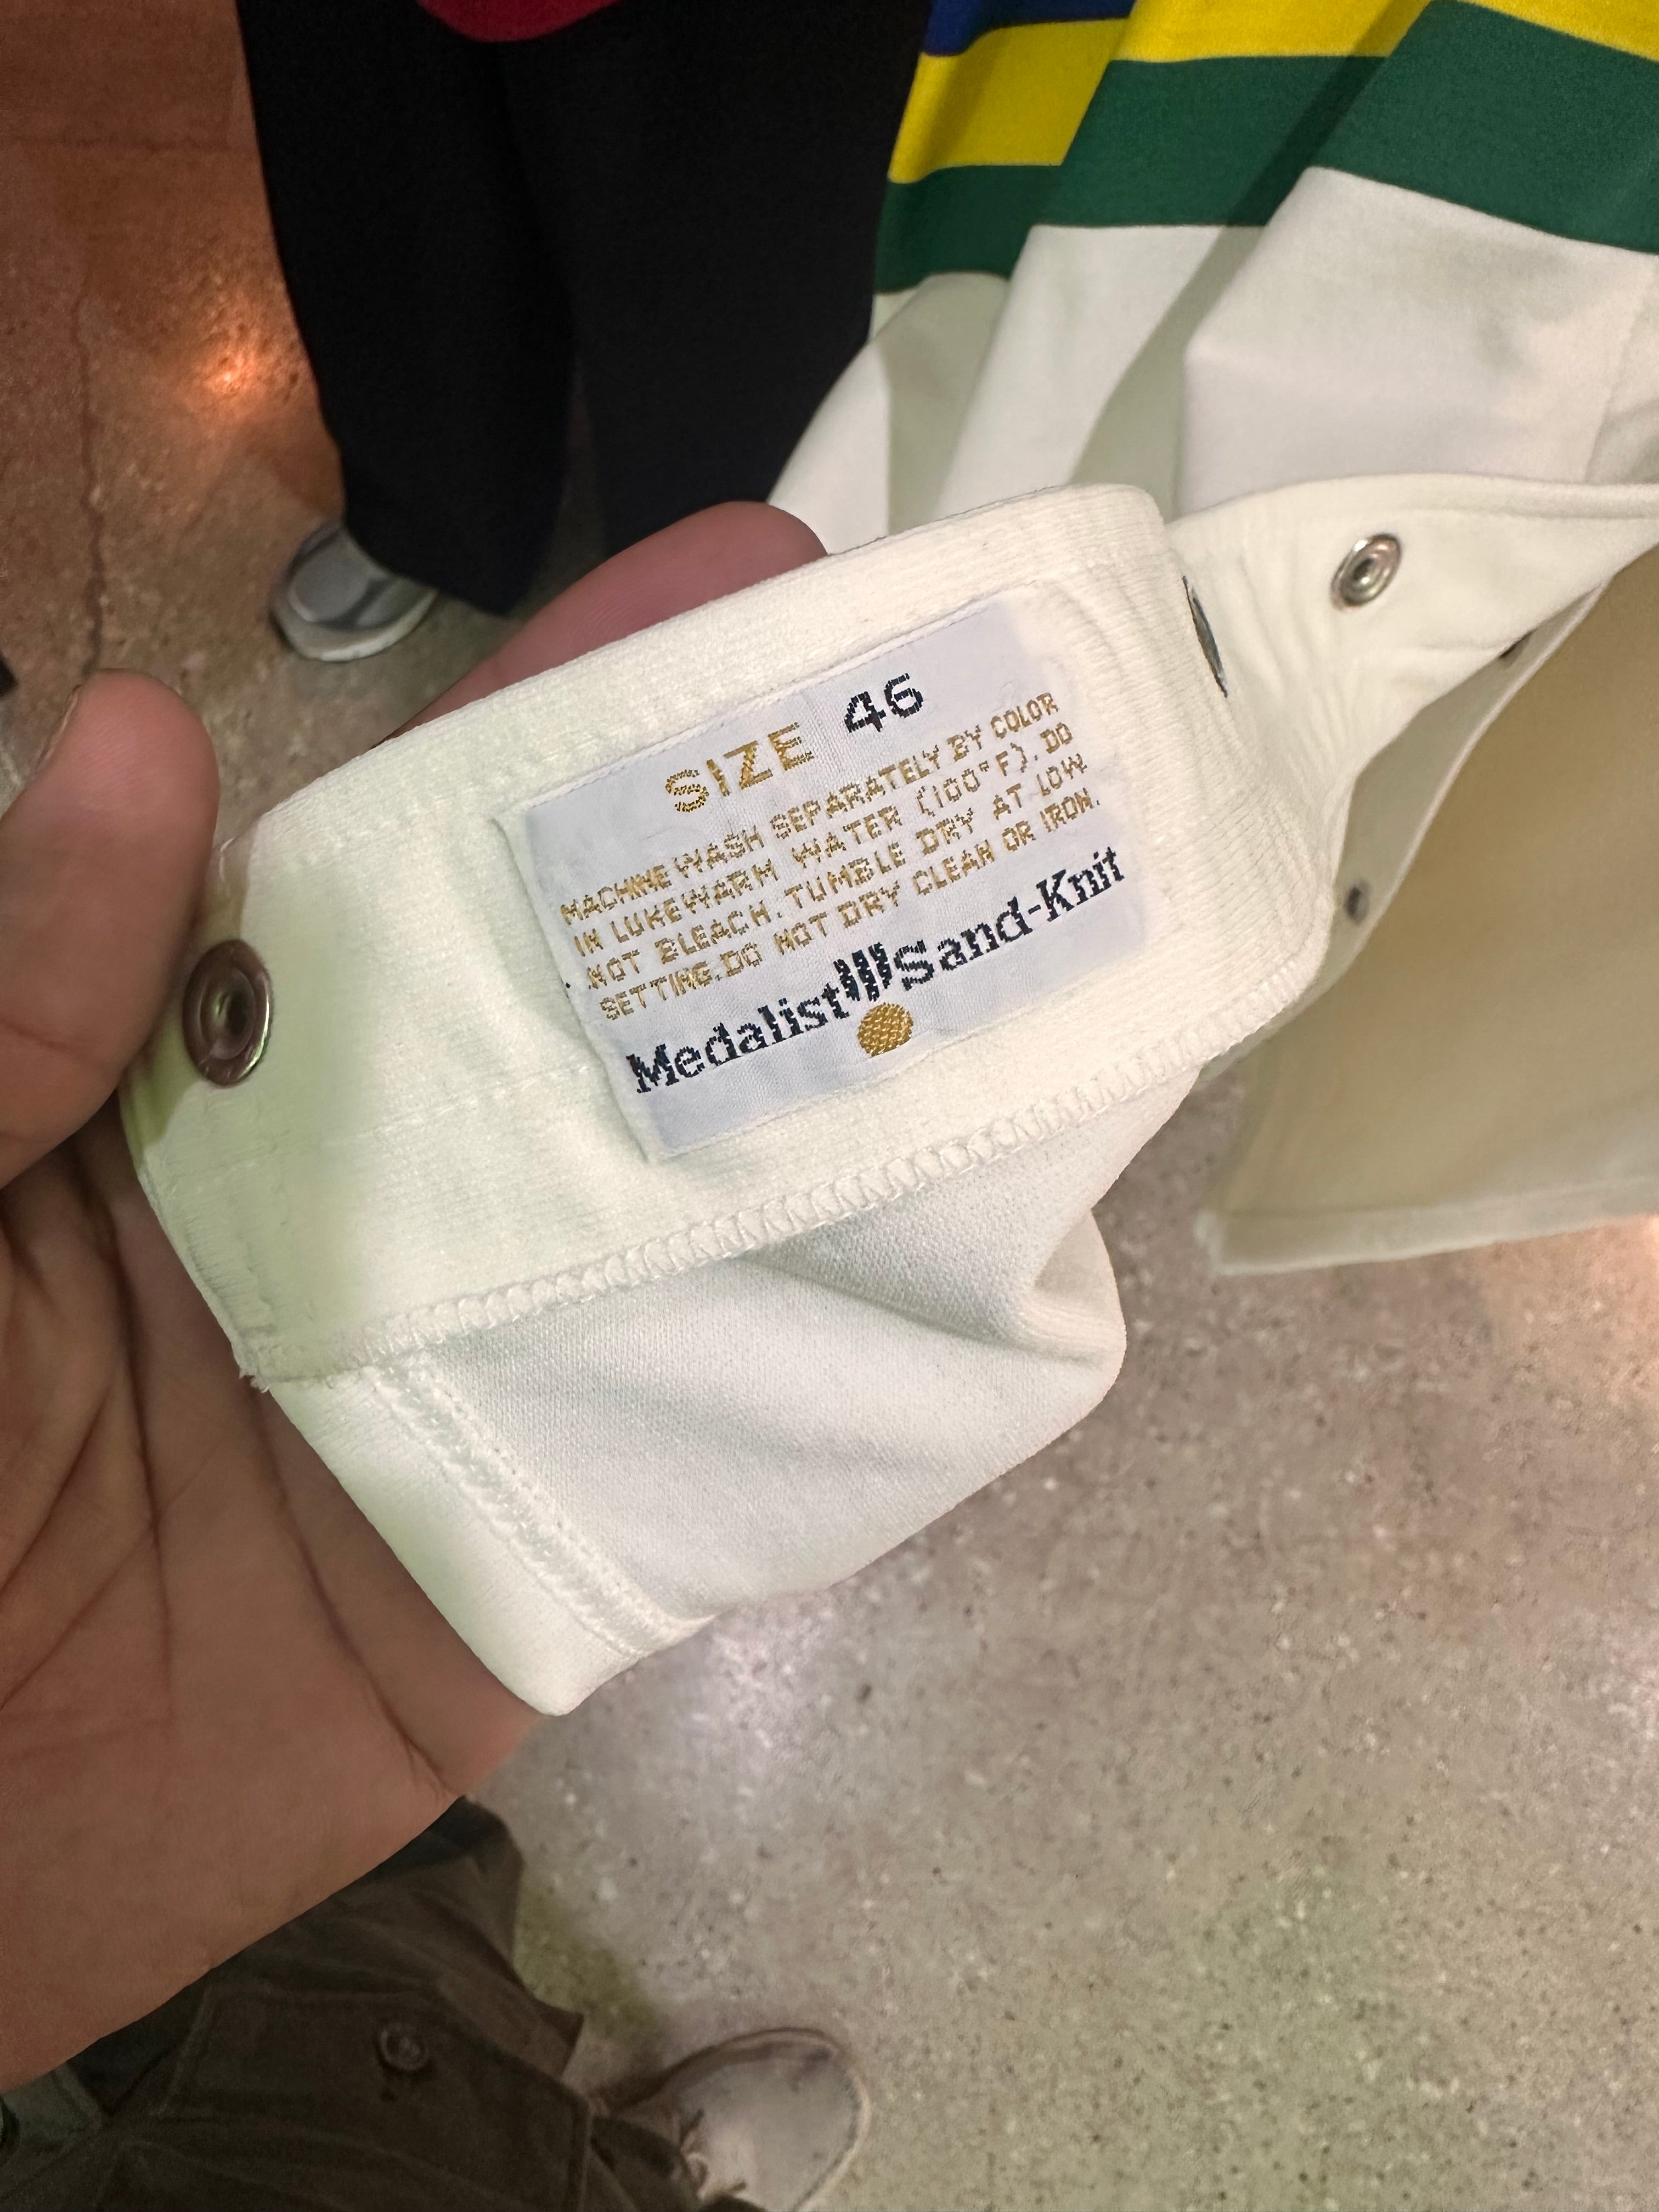 SIZE 46
MACHINE WASH SEPARATELY BY COLOR
IN LUKEWARM WATER (100°F). DO
NOT BLEACH. TUMBLE DRY AT LOW
SETTING.DO NOT DRY CLEAN OR IRON.
Medalist Sand-Knit